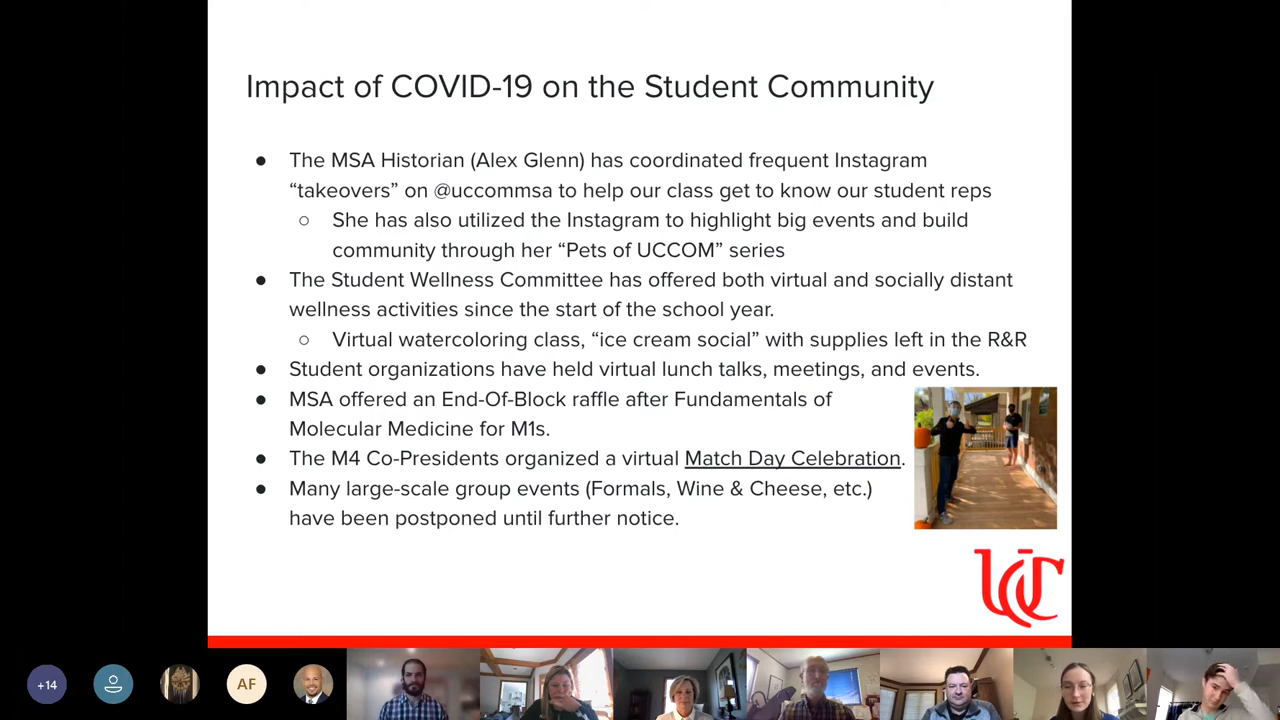 Impact of COVID-19 on the Student Community
● The MSA Historian (Alex Glenn) has coordinated frequent Instagram
“takeovers” on @uccommsa to help our class get to know our student reps
○ She has also utilized the Instagram to highlight big events and build
community through her “Pets of UCCOM” series
● The Student Wellness Committee has offered both virtual and socially distant
wellness activities since the start of the school year.
○ Virtual watercoloring class, “ice cream social” with supplies left in the R&R
● Student organizations have held virtual lunch talks, meetings, and events.
● MSA offered an End-Of-Block raffle after Fundamentals of
Molecular Medicine for M1s.
● The M4 Co-Presidents organized a virtual Match Day Celebration.
● Many large-scale group events (Formals, Wine & Cheese, etc.)
have been postponed until further notice.
UC
+14
AF